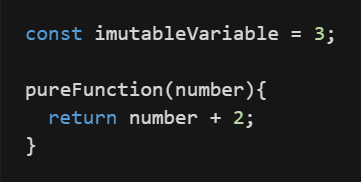 const imutableVariable = 3;
pureFunction(number){
return number + 2;
}